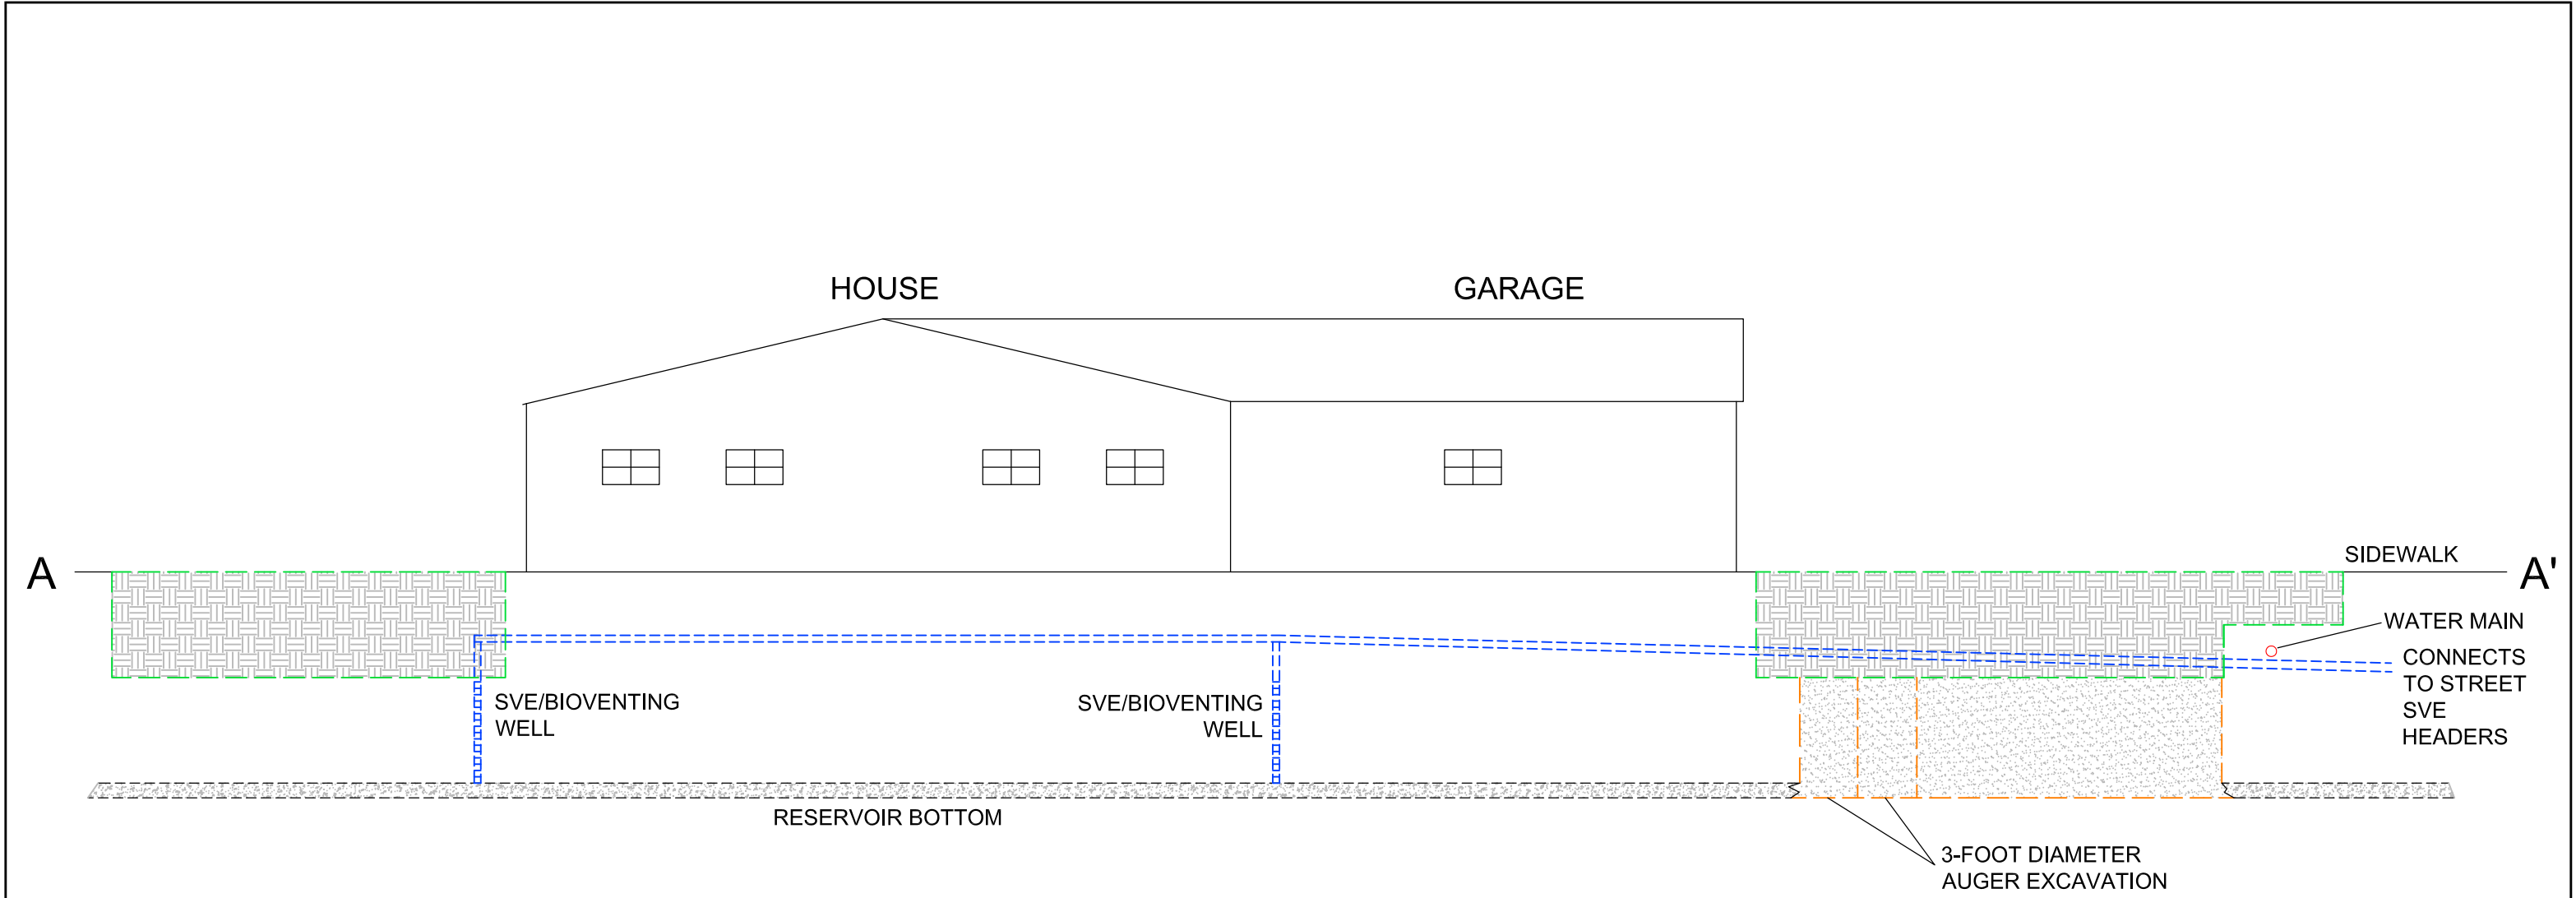 HOUSE
GARAGE
A
SIDEWALK
A'
WATER MAIN
CONNECTS
TO STREET
SVE
HEADERS
SVE/BIOVENTING
WELL
SVE/BIOVENTING
WELL
RESERVOIR BOTTOM
3-FOOT DIAMETER
AUGER EXCAVATION